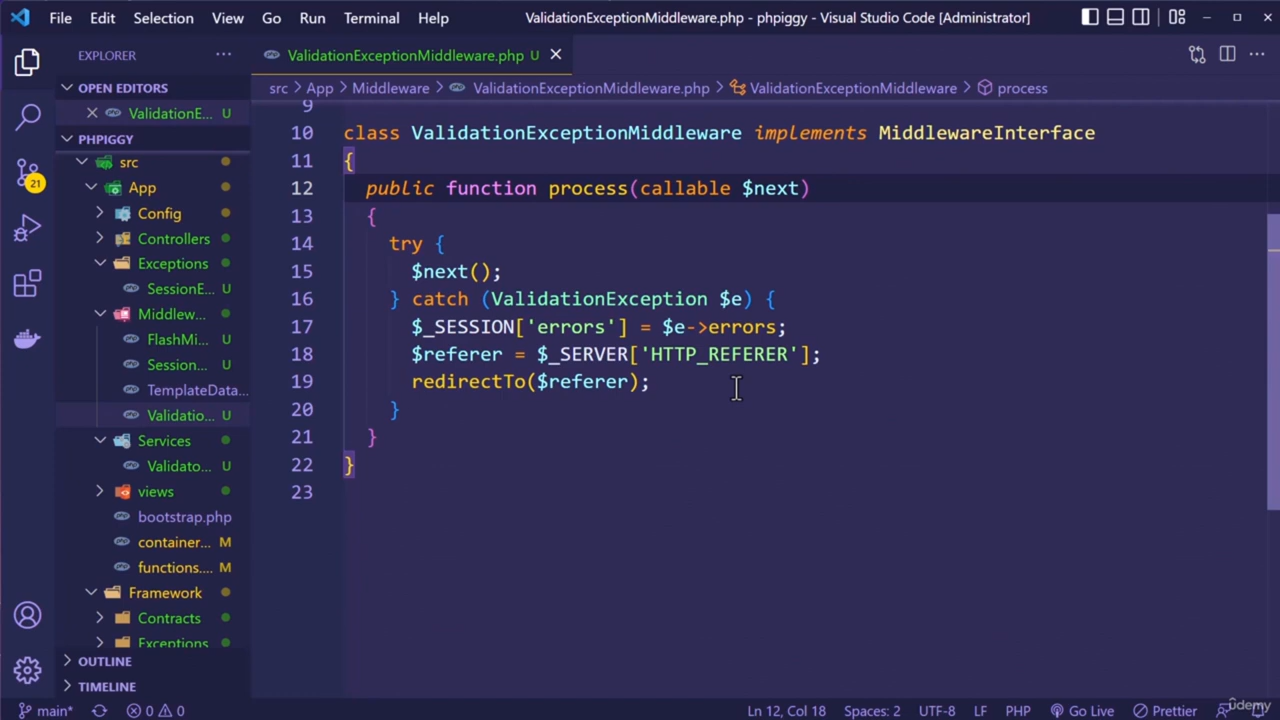 File Edit Selection View Go Run Terminal Help ValidationExceptionMiddleware.php - phpiggy - Visual Studio Code [Administrator]
EXPLORER
ValidationExceptionMiddleware.php U
OPEN EDITORS
src App Middleware ValidationExceptionMiddleware.php ValidationExceptionMiddleware process
ValidationE... U
PHPIGGY
src
App
Config
Controllers
Exceptions
SessionE... U
Middlew...
FlashMi... U
Session... U
TemplateData...
Validatio... U
Services
Validato... U
views
bootstrap.php
container... M
functions.... M
Framework
Contracts
Exceptions
OUTLINE
TIMELINE
21
9
10 class ValidationExceptionMiddleware implements MiddlewareInterface
11 {
12 public function process(callable $next)
13 {
14 try {
15 $next();
16 } catch (ValidationException $e) {
17 $_SESSION['errors'] = $e->errors;
18 $referer = $_SERVER['HTTP_REFERER'];
19 redirectTo($referer);
20 }
21 }
22 }
23
main* 0 0 Ln 12, Col 18 Spaces: 2 UTF-8 LF PHP Go Live Prettier
ûdemy